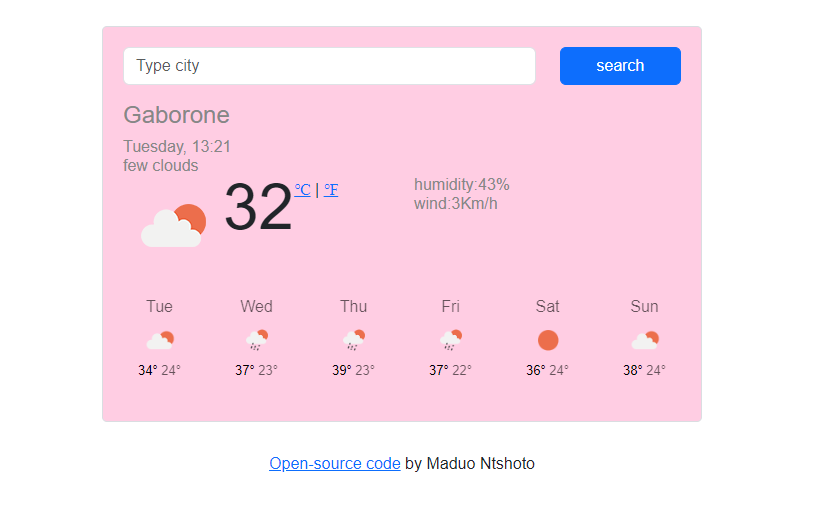 Type city
search
Gaborone
Tuesday, 13:21
few clouds
32 °C | °F
humidity:43%
wind:3Km/h
Tue Wed Thu Fri Sat Sun
34° 24° 37° 23° 39° 23° 37° 22° 36° 24° 38° 24°
Open-source code by Maduo Ntshoto